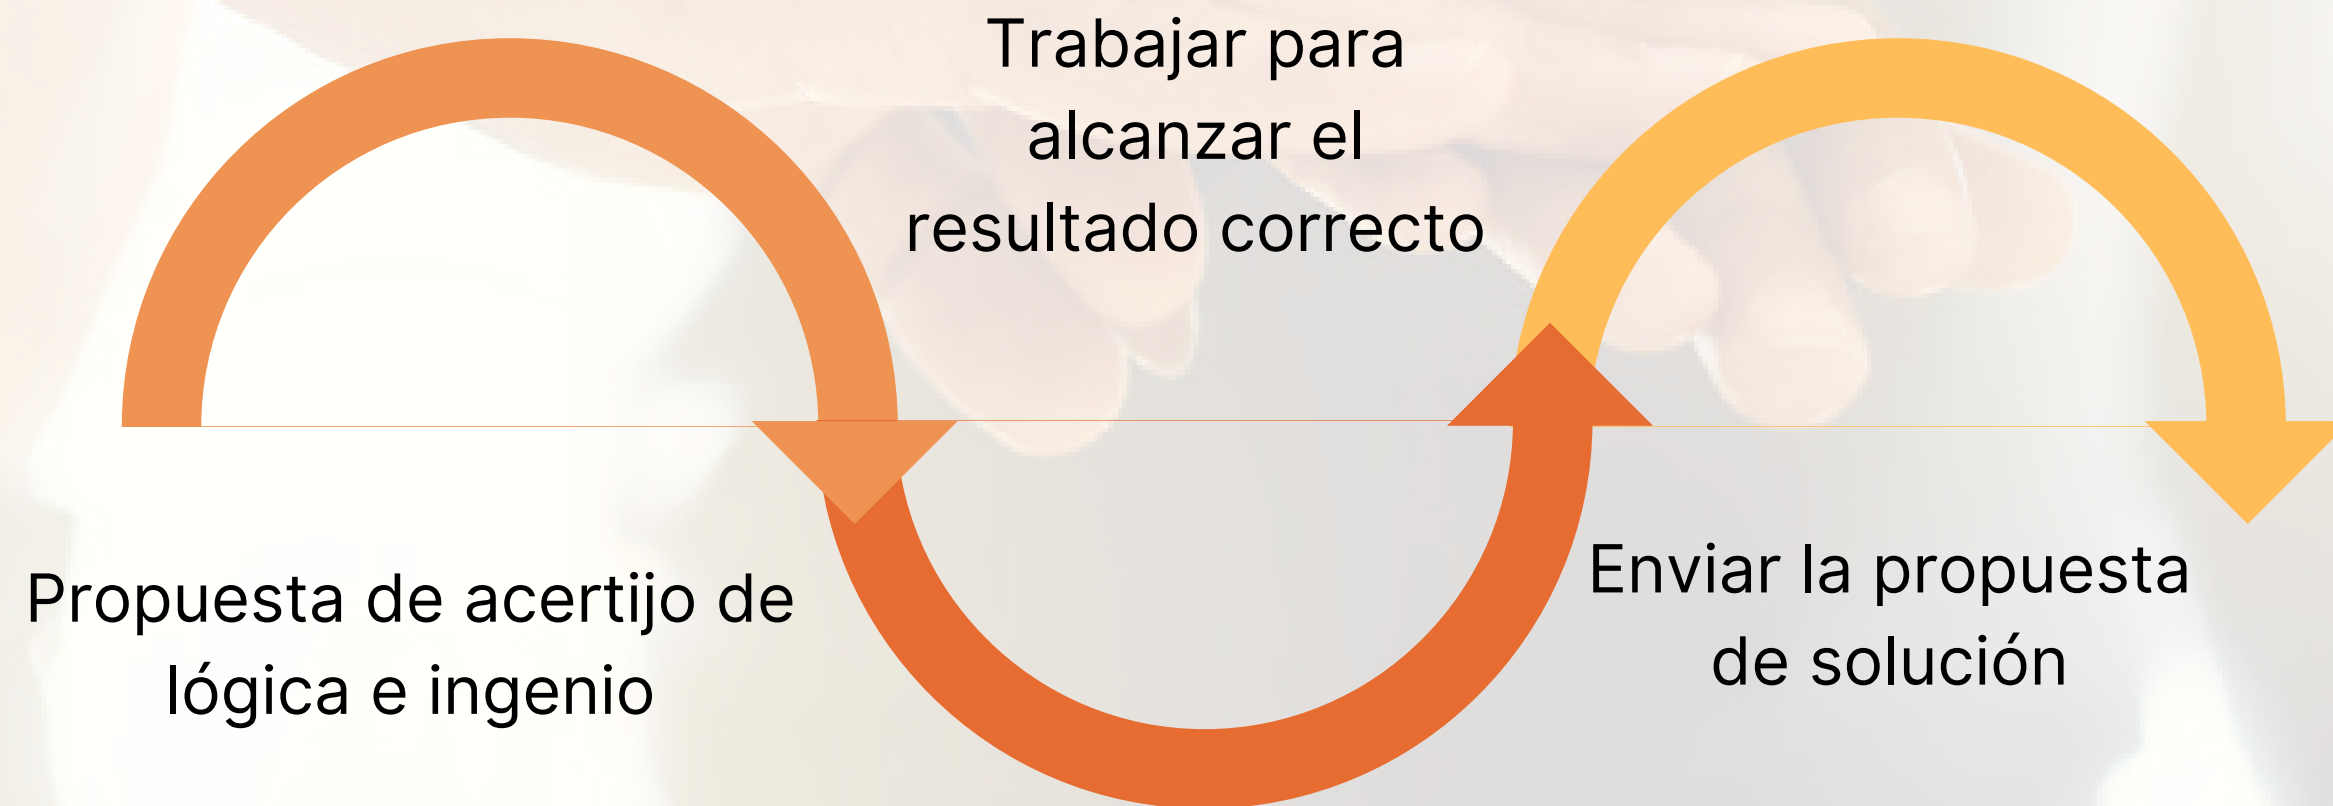 Propuesta de acertijo de
lógica e ingenio
Trabajar para
alcanzar el
resultado correcto
Enviar la propuesta
de solución